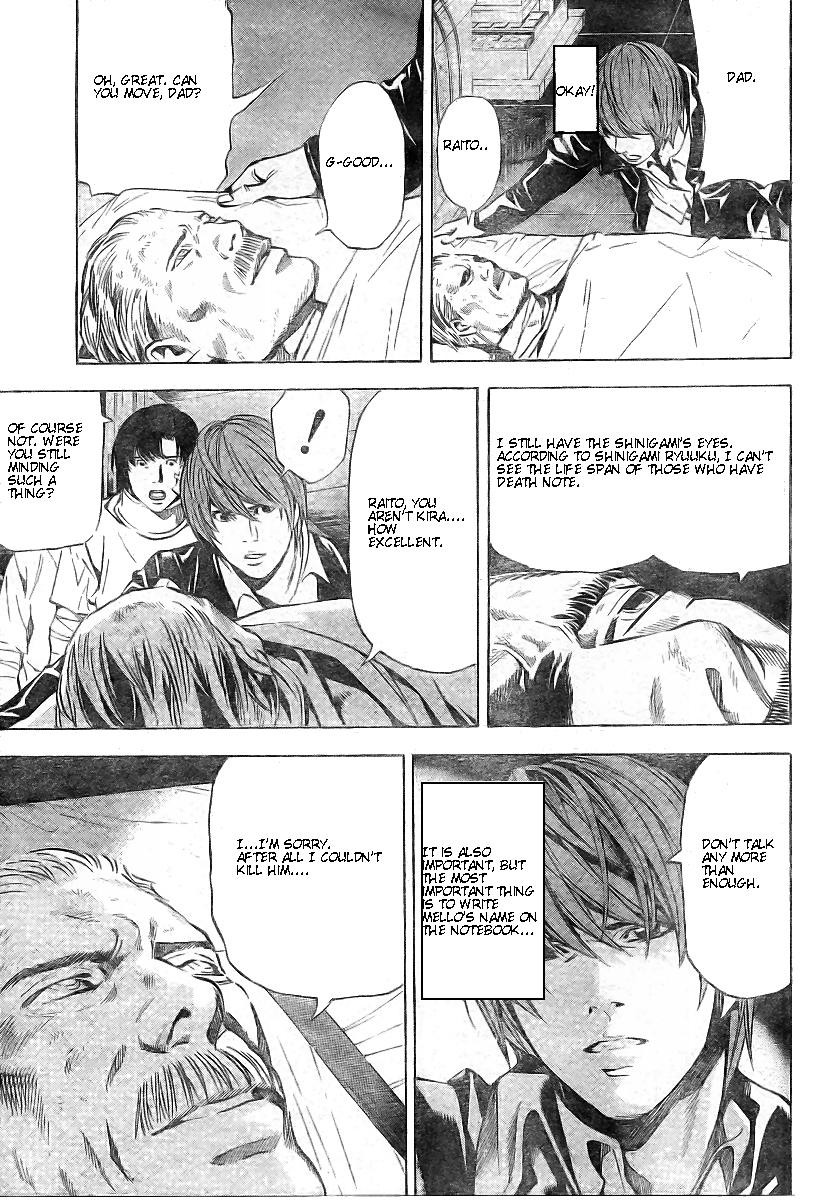 DAD.
OKAY!
RAITO..
G-GOOD...
OH, GREAT. CAN
YOU MOVE, DAD?
I STILL HAVE THE SHINIGAMI'S EYES.
ACCORDING TO SHINIGAMI RYUUKU, I CAN'T
SEE THE LIFE SPAN OF THOSE WHO HAVE
DEATH NOTE.
RAITO, YOU
AREN'T KIRA....
HOW
EXCELLENT.
!
OF COURSE
NOT. WERE
YOU STILL
MINDING
SUCH A
THING?
DON'T TALK
ANY MORE
THAN
ENOUGH.
IT IS ALSO
IMPORTANT, BUT
THE MOST
IMPORTANT THING
IS TO WRITE
MELLO'S NAME ON
THE NOTEBOOK...
I...I'M SORRY.
AFTER ALL I COULDN'T
KILL HIM....